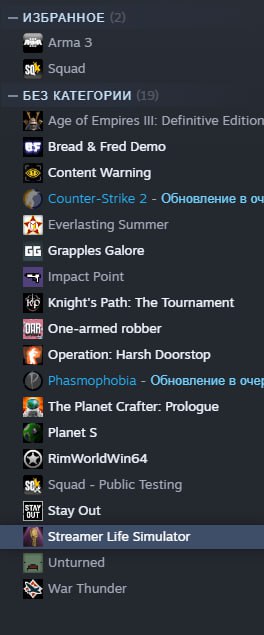 — ИЗБРАННОЕ (2)
Arma 3
Squad
— БЕЗ КАТЕГОРИИ (19)
Age of Empires III: Definitive Edition
Bread & Fred Demo
Content Warning
Counter-Strike 2 - Обновление в оч
Everlasting Summer
Grapples Galore
Impact Point
Knight's Path: The Tournament
One-armed robber
Operation: Harsh Doorstop
Phasmophobia - Обновление в очер
The Planet Crafter: Prologue
Planet S
RimWorldWin64
Squad - Public Testing
Stay Out
Streamer Life Simulator
Unturned
War Thunder